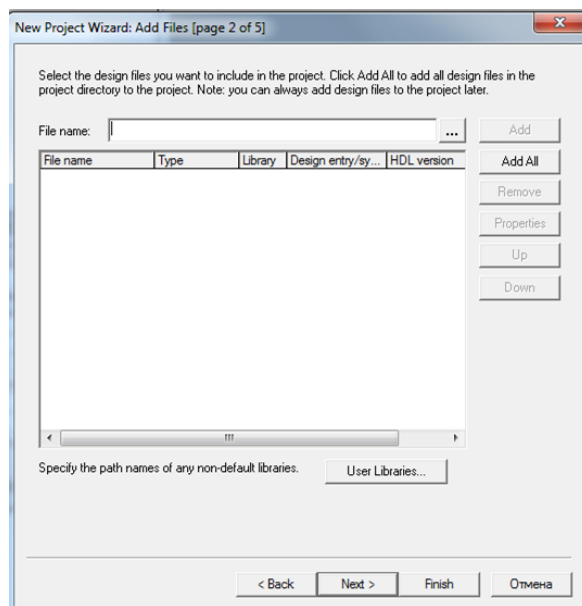 New Project Wizard: Add Files [page 2 of 5]
Select the design files you want to include in the project. Click Add All to add all design files in the
project directory to the project. Note: you can always add design files to the project later.
File name: ... Add
File name Type Library Design entry/sy... HDL version Add All
Remove
Properties
Up
Down
Specify the path names of any non-default libraries. User Libraries...
< Back Next > Finish Отмена